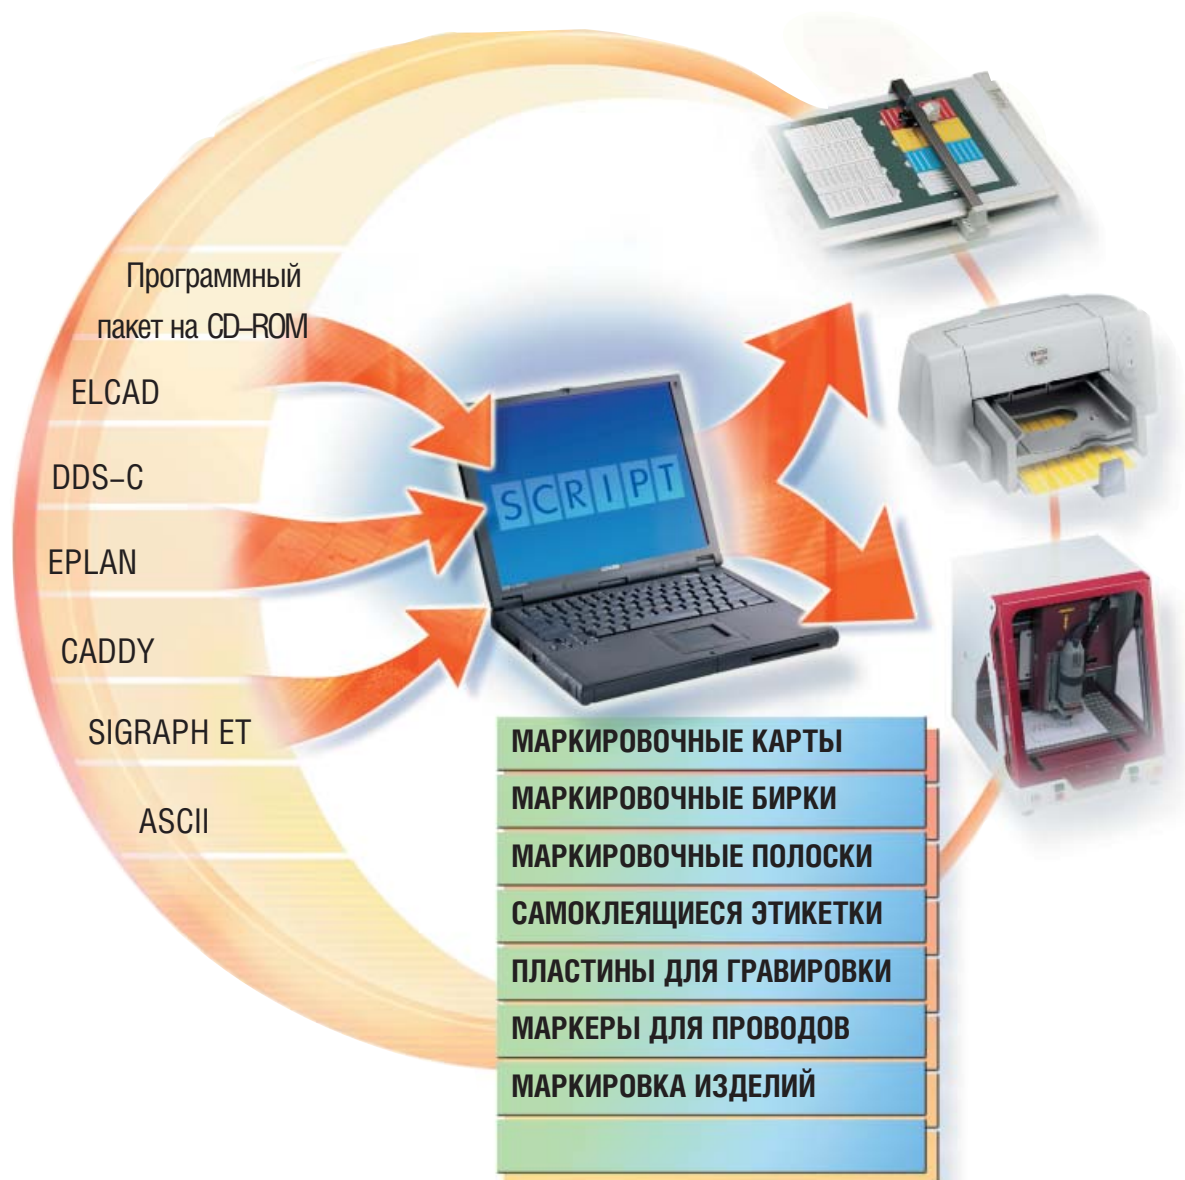 Программный
пакет на CD–ROM
ELCAD
DDS–C
EPLAN
CADDY
SIGRAPH ET
ASCII
SCRIPT
МАРКИРОВОЧНЫЕ КАРТЫ
МАРКИРОВОЧНЫЕ БИРКИ
МАРКИРОВОЧНЫЕ ПОЛОСКИ
САМОКЛЕЯЩИЕСЯ ЭТИКЕТКИ
ПЛАСТИНЫ ДЛЯ ГРАВИРОВКИ
МАРКЕРЫ ДЛЯ ПРОВОДОВ
МАРКИРОВКА ИЗДЕЛИЙ